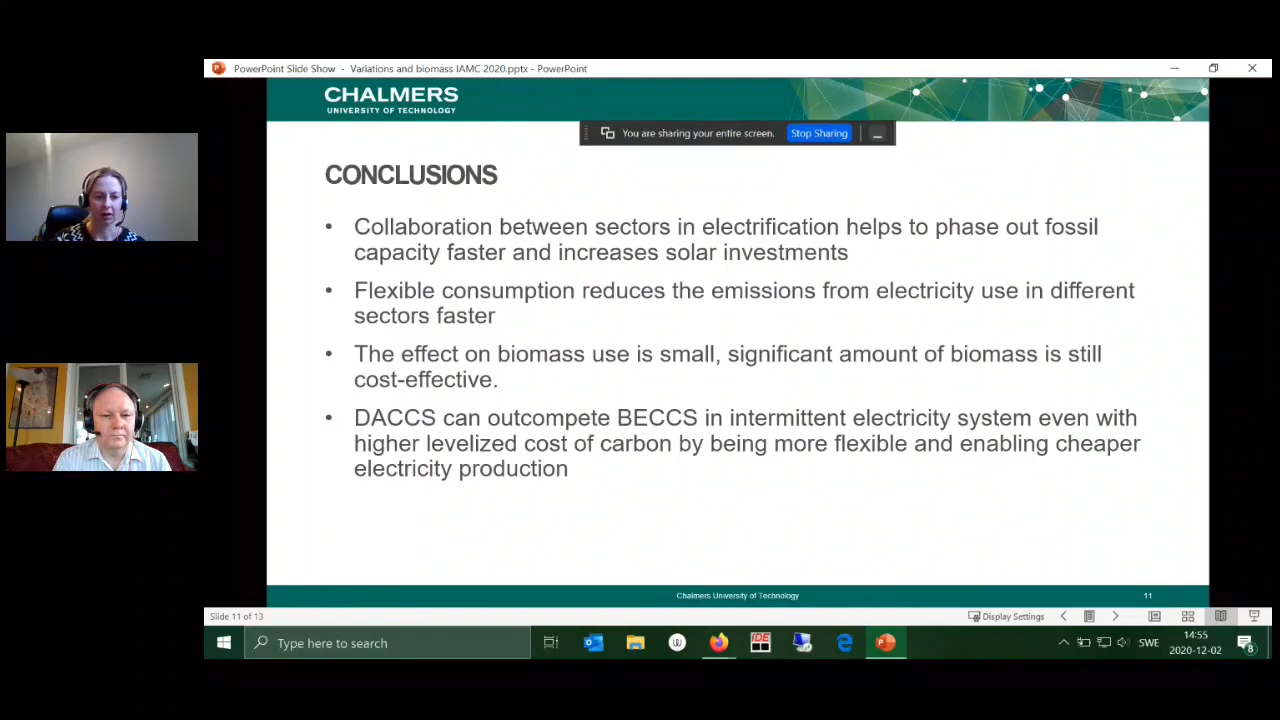 PowerPoint Slide Show - Variations and biomass IAMC 2020.pptx - PowerPoint
CHALMERS
UNIVERSITY OF TECHNOLOGY
You are sharing your entire screen.
Stop Sharing
CONCLUSIONS
• Collaboration between sectors in electrification helps to phase out fossil
capacity faster and increases solar investments
• Flexible consumption reduces the emissions from electricity use in different
sectors faster
• The effect on biomass use is small, significant amount of biomass is still
cost-effective.
• DACCS can outcompete BECCS in intermittent electricity system even with
higher levelized cost of carbon by being more flexible and enabling cheaper
electricity production
Chalmers University of Technology
11
Slide 11 of 13
Display Settings
Type here to search
IDE
SWE
14:55
2020-12-02
8